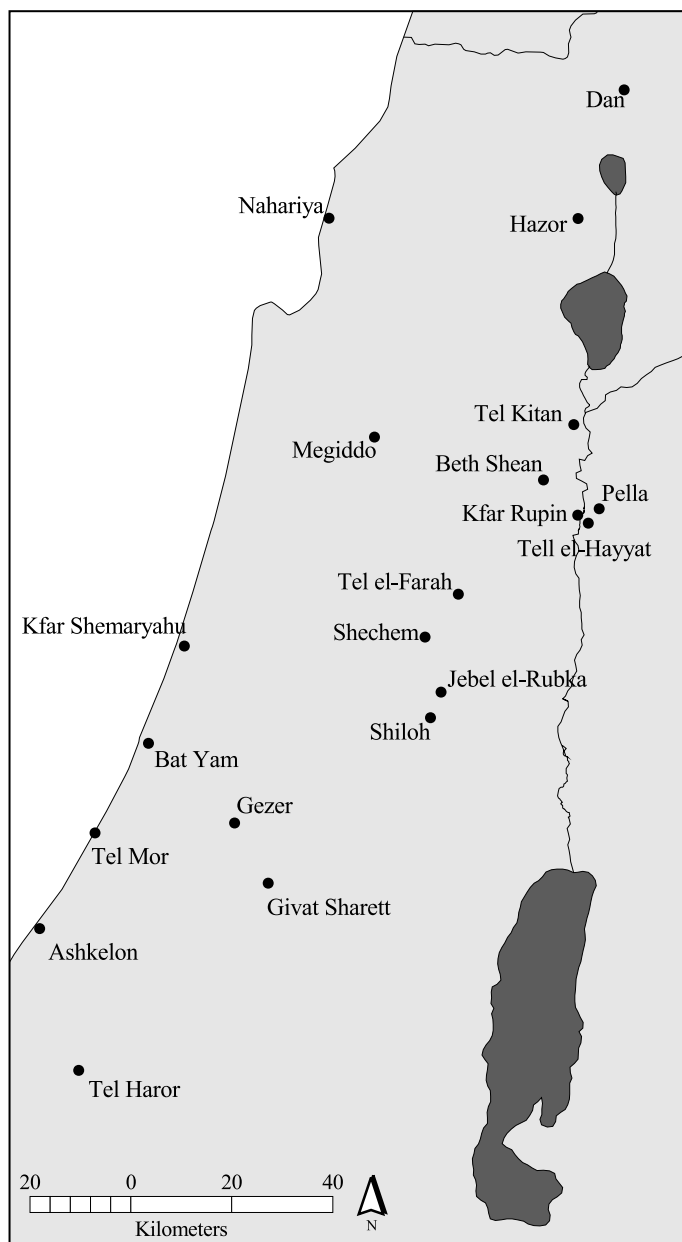 Dan
Nahariya
Hazor
Tel Kitan
Megiddo
Beth Shean
Pella
Kfar Rupin
Tell el-Hayyat
Tel el-Farah
Kfar Shemaryahu
Shechem
Jebel el-Rubka
Shiloh
Bat Yam
Gezer
Tel Mor
Givat Sharett
Ashkelon
Tel Haror
20 0 20 40
Kilometers
N